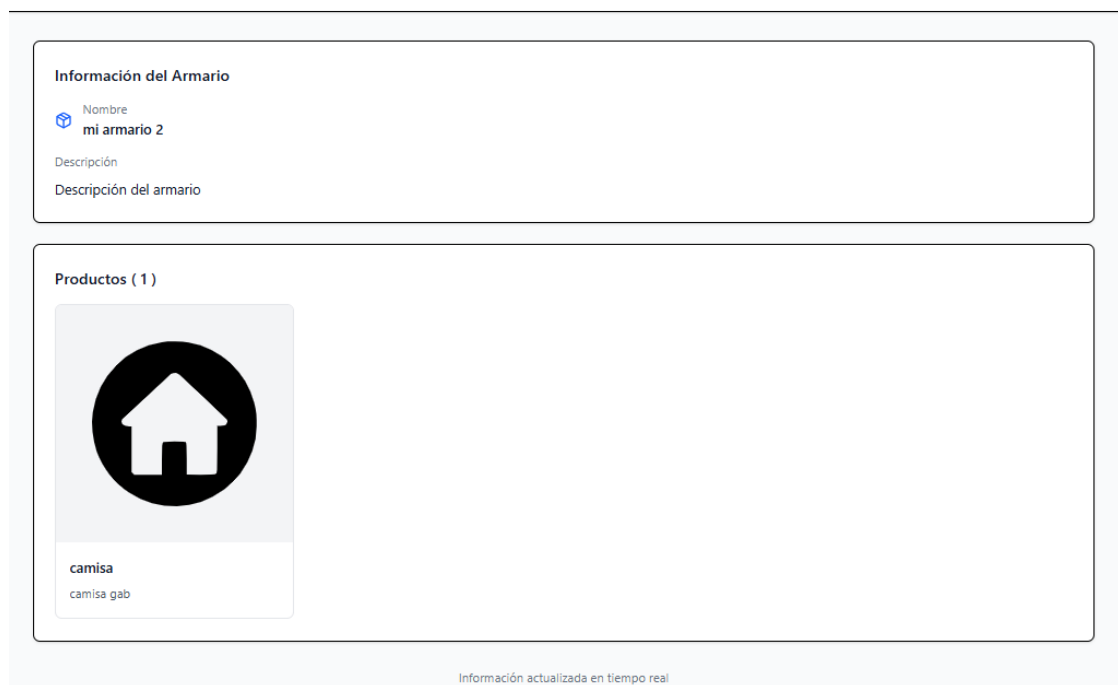 Información del Armario
Nombre
mi armario 2
Descripción
Descripción del armario
Productos ( 1 )
camisa
camisa gab
Información actualizada en tiempo real